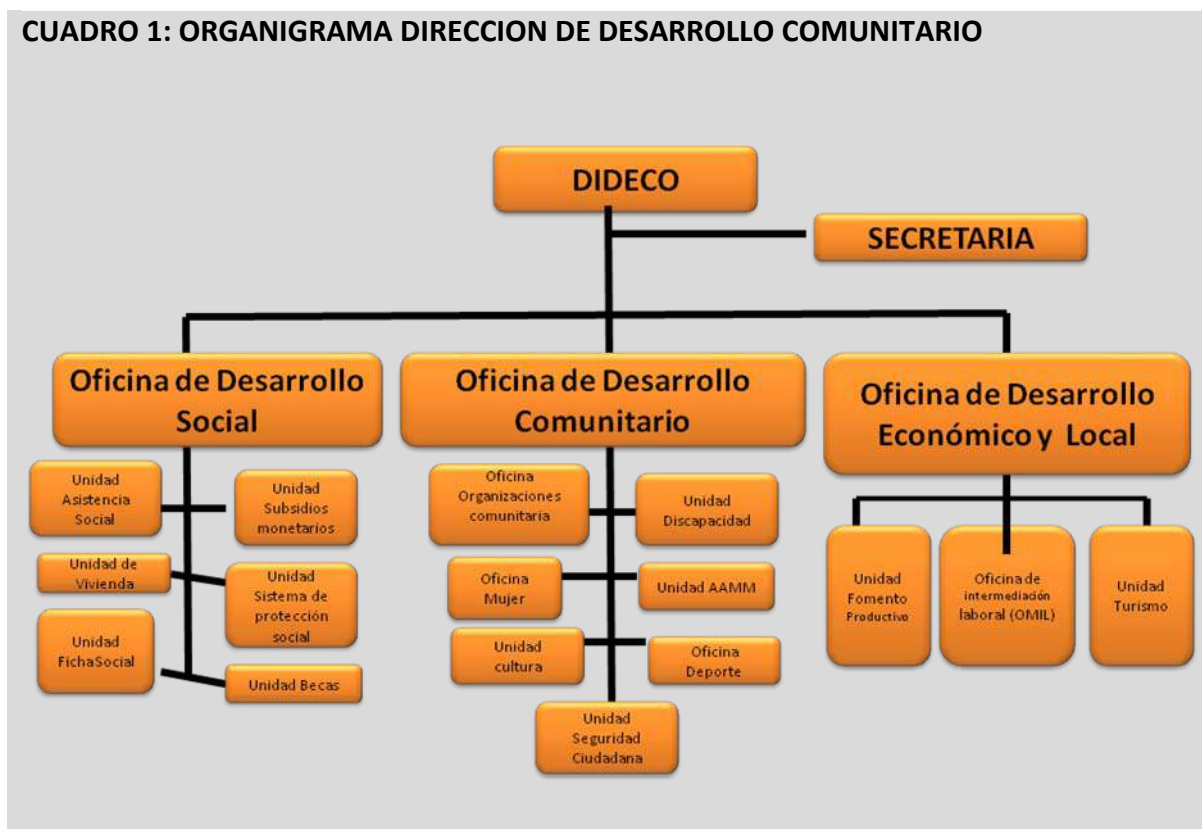 CUADRO 1: ORGANIGRAMA DIRECCION DE DESARROLLO COMUNITARIO
DIDECO
SECRETARIA
Oficina de Desarrollo
Social
Unidad
Asistencia
Social
Unidad
Subsidios
monetarios
Unidad de
Vivienda
Unidad
Sistema de
protección
social
Unidad
FichaSocial
Unidad Becas
Oficina de Desarrollo
Comunitario
Oficina
Organizaciones
comunitaria
Unidad
Discapacidad
Oficina
Mujer
Unidad AAMM
Unidad
cultura
Oficina
Deporte
Unidad
Seguridad
Ciudadana
Oficina de Desarrollo
Económico y Local
Unidad
Fomento
Productivo
Oficina de
intermediación
laboral (OMIL)
Unidad
Turismo